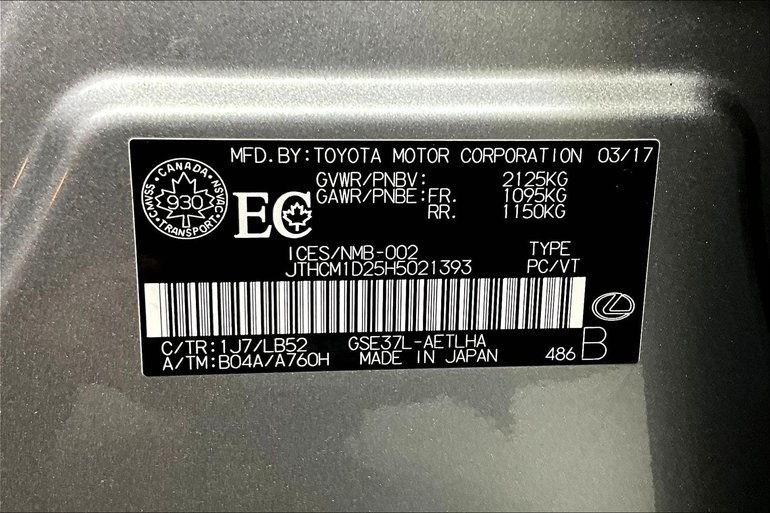 MFD.BY:TOYOTA MOTOR CORPORATION 03/17
CANADA
CMVSS 930 NSVAC
TRANSPORT
EC
GVWR/PNBV: 2125KG
GAWR/PNBE: FR. 1095KG
RR. 1150KG
ICES/NMB-002 TYPE
JTHCM1D25H5021393 PC/VT
C/TR:1J7/LB52 GSE37L-AETLHA
A/TM:B04A/A760H MADE IN JAPAN 486 B